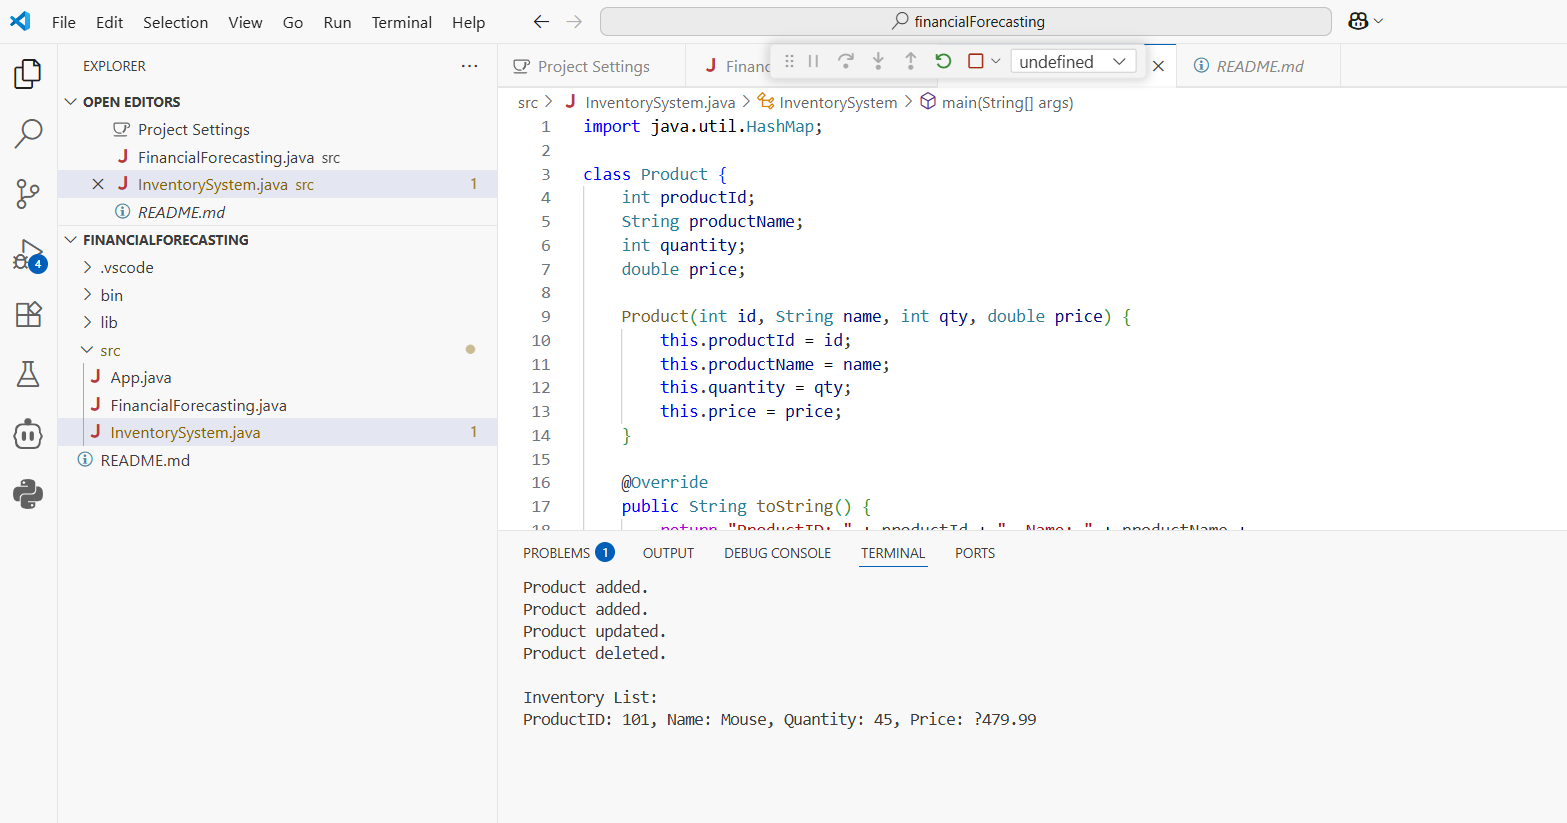 File Edit Selection View Go Run Terminal Help
financialForecasting
EXPLORER
OPEN EDITORS
Project Settings
FinancialForecasting.java src
InventorySystem.java src 1
README.md
FINANCIALFORECASTING
.vscode
bin
lib
src
App.java
FinancialForecasting.java
InventorySystem.java 1
README.md
4
Project Settings
undefined
README.md
src InventorySystem.java InventorySystem main(String[] args)
1 import java.util.HashMap;
2
3 class Product {
4 int productId;
5 String productName;
6 int quantity;
7 double price;
8
9 Product(int id, String name, int qty, double price) {
10 this.productId = id;
11 this.productName = name;
12 this.quantity = qty;
13 this.price = price;
14 }
15
16 @Override
17 public String toString() {
18 return "ProductID: " + productId + ", Name: " + productName +
PROBLEMS 1 OUTPUT DEBUG CONSOLE TERMINAL PORTS
Product added.
Product added.
Product updated.
Product deleted.
Inventory List:
ProductID: 101, Name: Mouse, Quantity: 45, Price: ?479.99